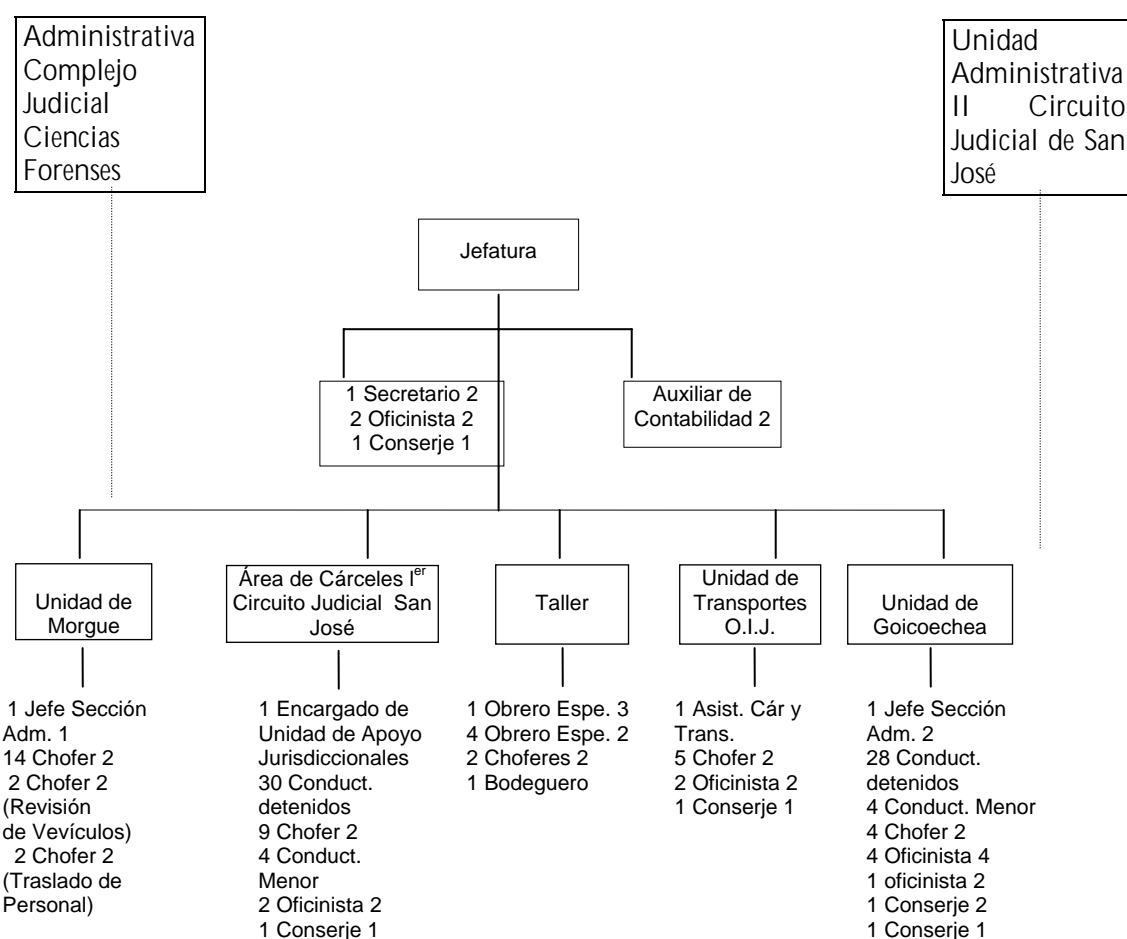 Administrativa
Complejo
Judicial
Ciencias
Forenses
Unidad
Administrativa
II Circuito
Judicial de San
José
Jefatura
1 Secretario 2
2 Oficinista 2
1 Conserje 1
Auxiliar de
Contabilidad 2
Unidad de
Morgue
Área de Cárceles Iᵉʳ
Circuito Judicial San
José
Taller
Unidad de
Transportes
O.I.J.
Unidad de
Goicoechea
1 Jefe Sección
Adm. 1
14 Chofer 2
2 Chofer 2
(Revisión
de Vevículos)
2 Chofer 2
(Traslado de
Personal)
1 Encargado de
Unidad de Apoyo
Jurisdiccionales
30 Conduct.
detenidos
9 Chofer 2
4 Conduct.
Menor
2 Oficinista 2
1 Conserje 1
1 Obrero Espe. 3
4 Obrero Espe. 2
2 Choferes 2
1 Bodeguero
1 Asist. Cár y
Trans.
5 Chofer 2
2 Oficinista 2
1 Conserje 1
1 Jefe Sección
Adm. 2
28 Conduct.
detenidos
4 Conduct. Menor
4 Chofer 2
4 Oficinista 4
1 oficinista 2
1 Conserje 2
1 Conserje 1